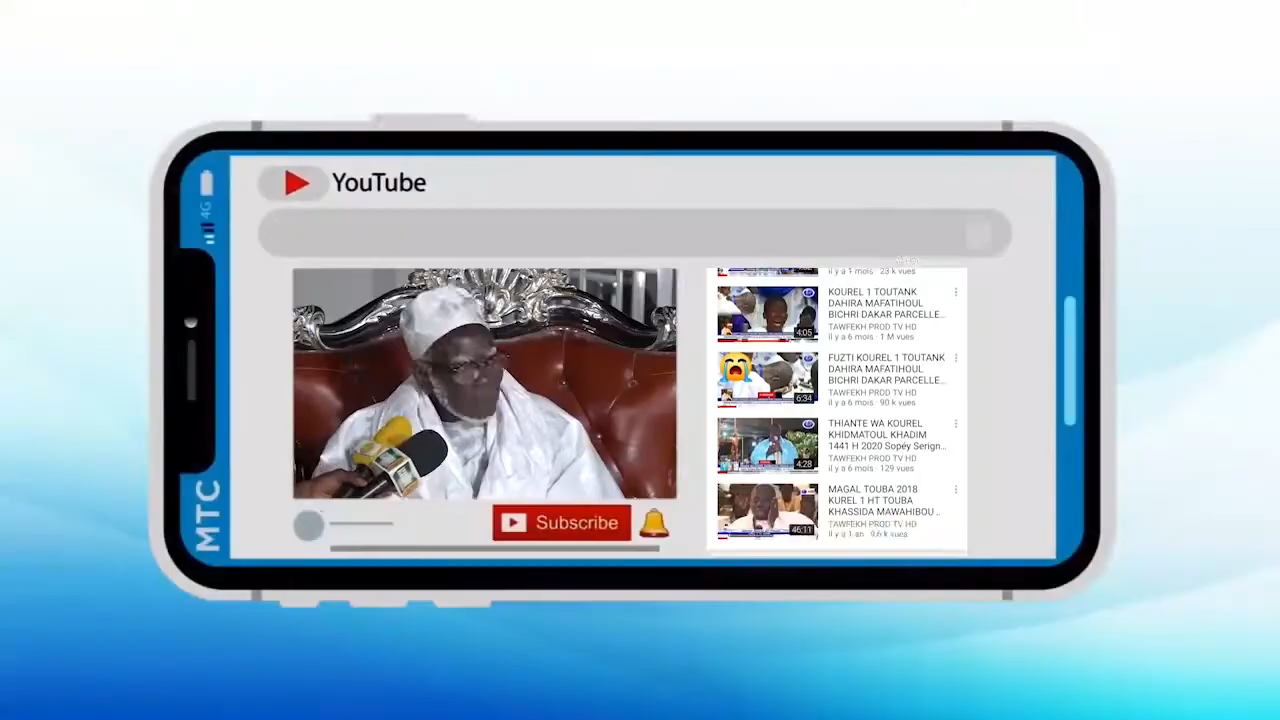 YouTube
4G
MTC
Subscribe
il y a 1 mois · 23 k vues
KOUREL 1 TOUTANK
DAHIRA MAFATIHOUL
BICHRI DAKAR PARCELLE...
TAWFEKH PROD TV HD
il y a 6 mois · 1 M vues
4:05
FUZTI KOUREL 1 TOUTANK
DAHIRA MAFATIHOUL
BICHRI DAKAR PARCELLE...
TAWFEKH PROD TV HD
il y a 6 mois · 90 k vues
6:34
THIANTE WA KOUREL
KHIDMATOUL KHADIM
1441 H 2020 Sopéy Serign...
TAWFEKH PROD TV HD
il y a 6 mois · 129 vues
4:28
MAGAL TOUBA 2018
KUREL 1 HT TOUBA
KHASSIDA MAWAHIBOU ..
TAWFEKH PROD TV HD
il y a 1 an · 9,6 k vues
46:11